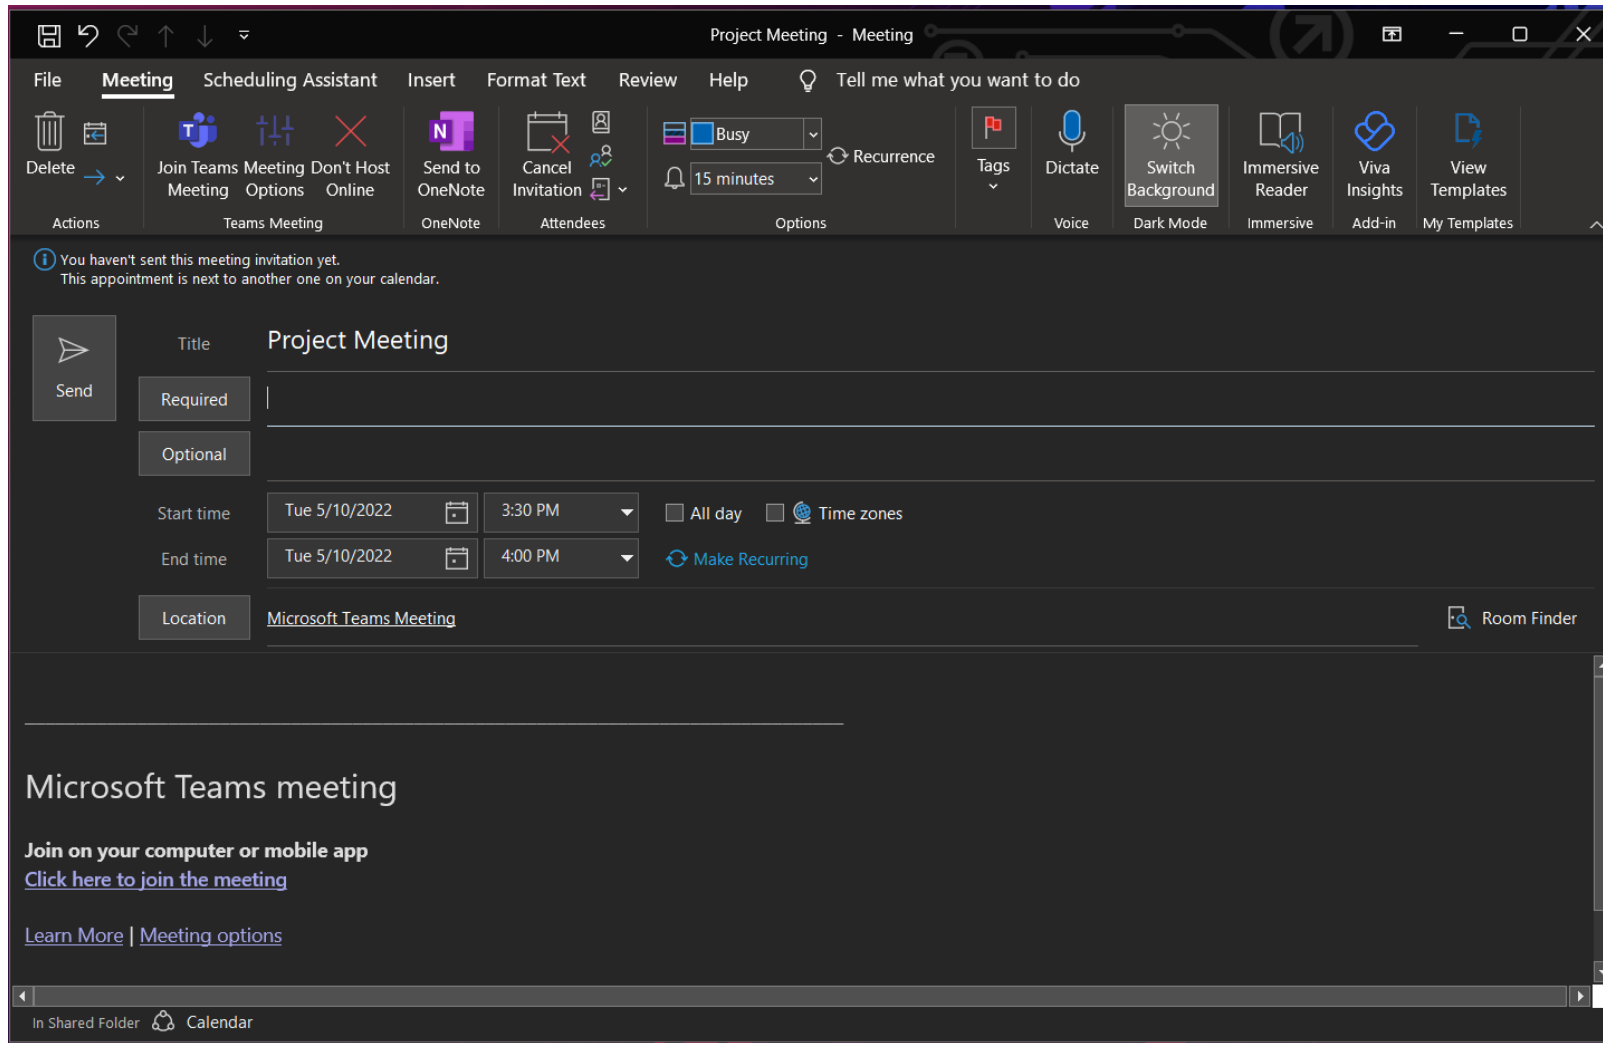 Project Meeting - Meeting
File Meeting Scheduling Assistant Insert Format Text Review Help Tell me what you want to do
Delete
Join Teams Meeting
Meeting Options
Don't Host Online
Send to OneNote
Cancel Invitation
Busy
15 minutes
Recurrence
Tags
Dictate
Switch Background
Immersive Reader
Viva Insights
View Templates
Actions Teams Meeting OneNote Attendees Options Voice Dark Mode Immersive Add-in My Templates
You haven't sent this meeting invitation yet.
This appointment is next to another one on your calendar.
Send
Title Project Meeting
Required
Optional
Start time Tue 5/10/2022 3:30 PM All day Time zones
End time Tue 5/10/2022 4:00 PM Make Recurring
Location Microsoft Teams Meeting Room Finder
Microsoft Teams meeting
Join on your computer or mobile app
Click here to join the meeting
Learn More | Meeting options
In Shared Folder Calendar